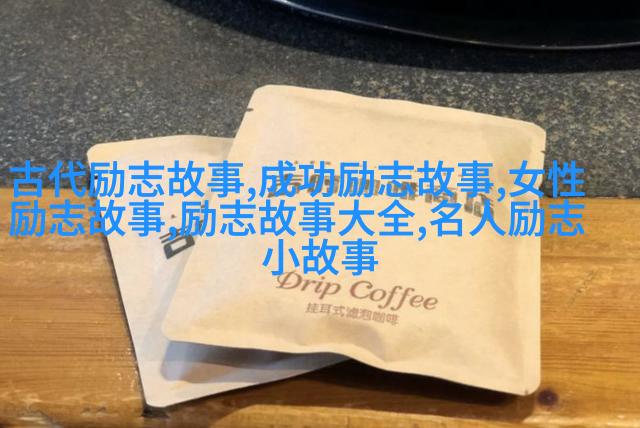 古代励志故事,成功励志故事,女性
励志故事,励志故事大全,名人励志
小故事
Drip Coffee
挂耳式滤泡咖啡